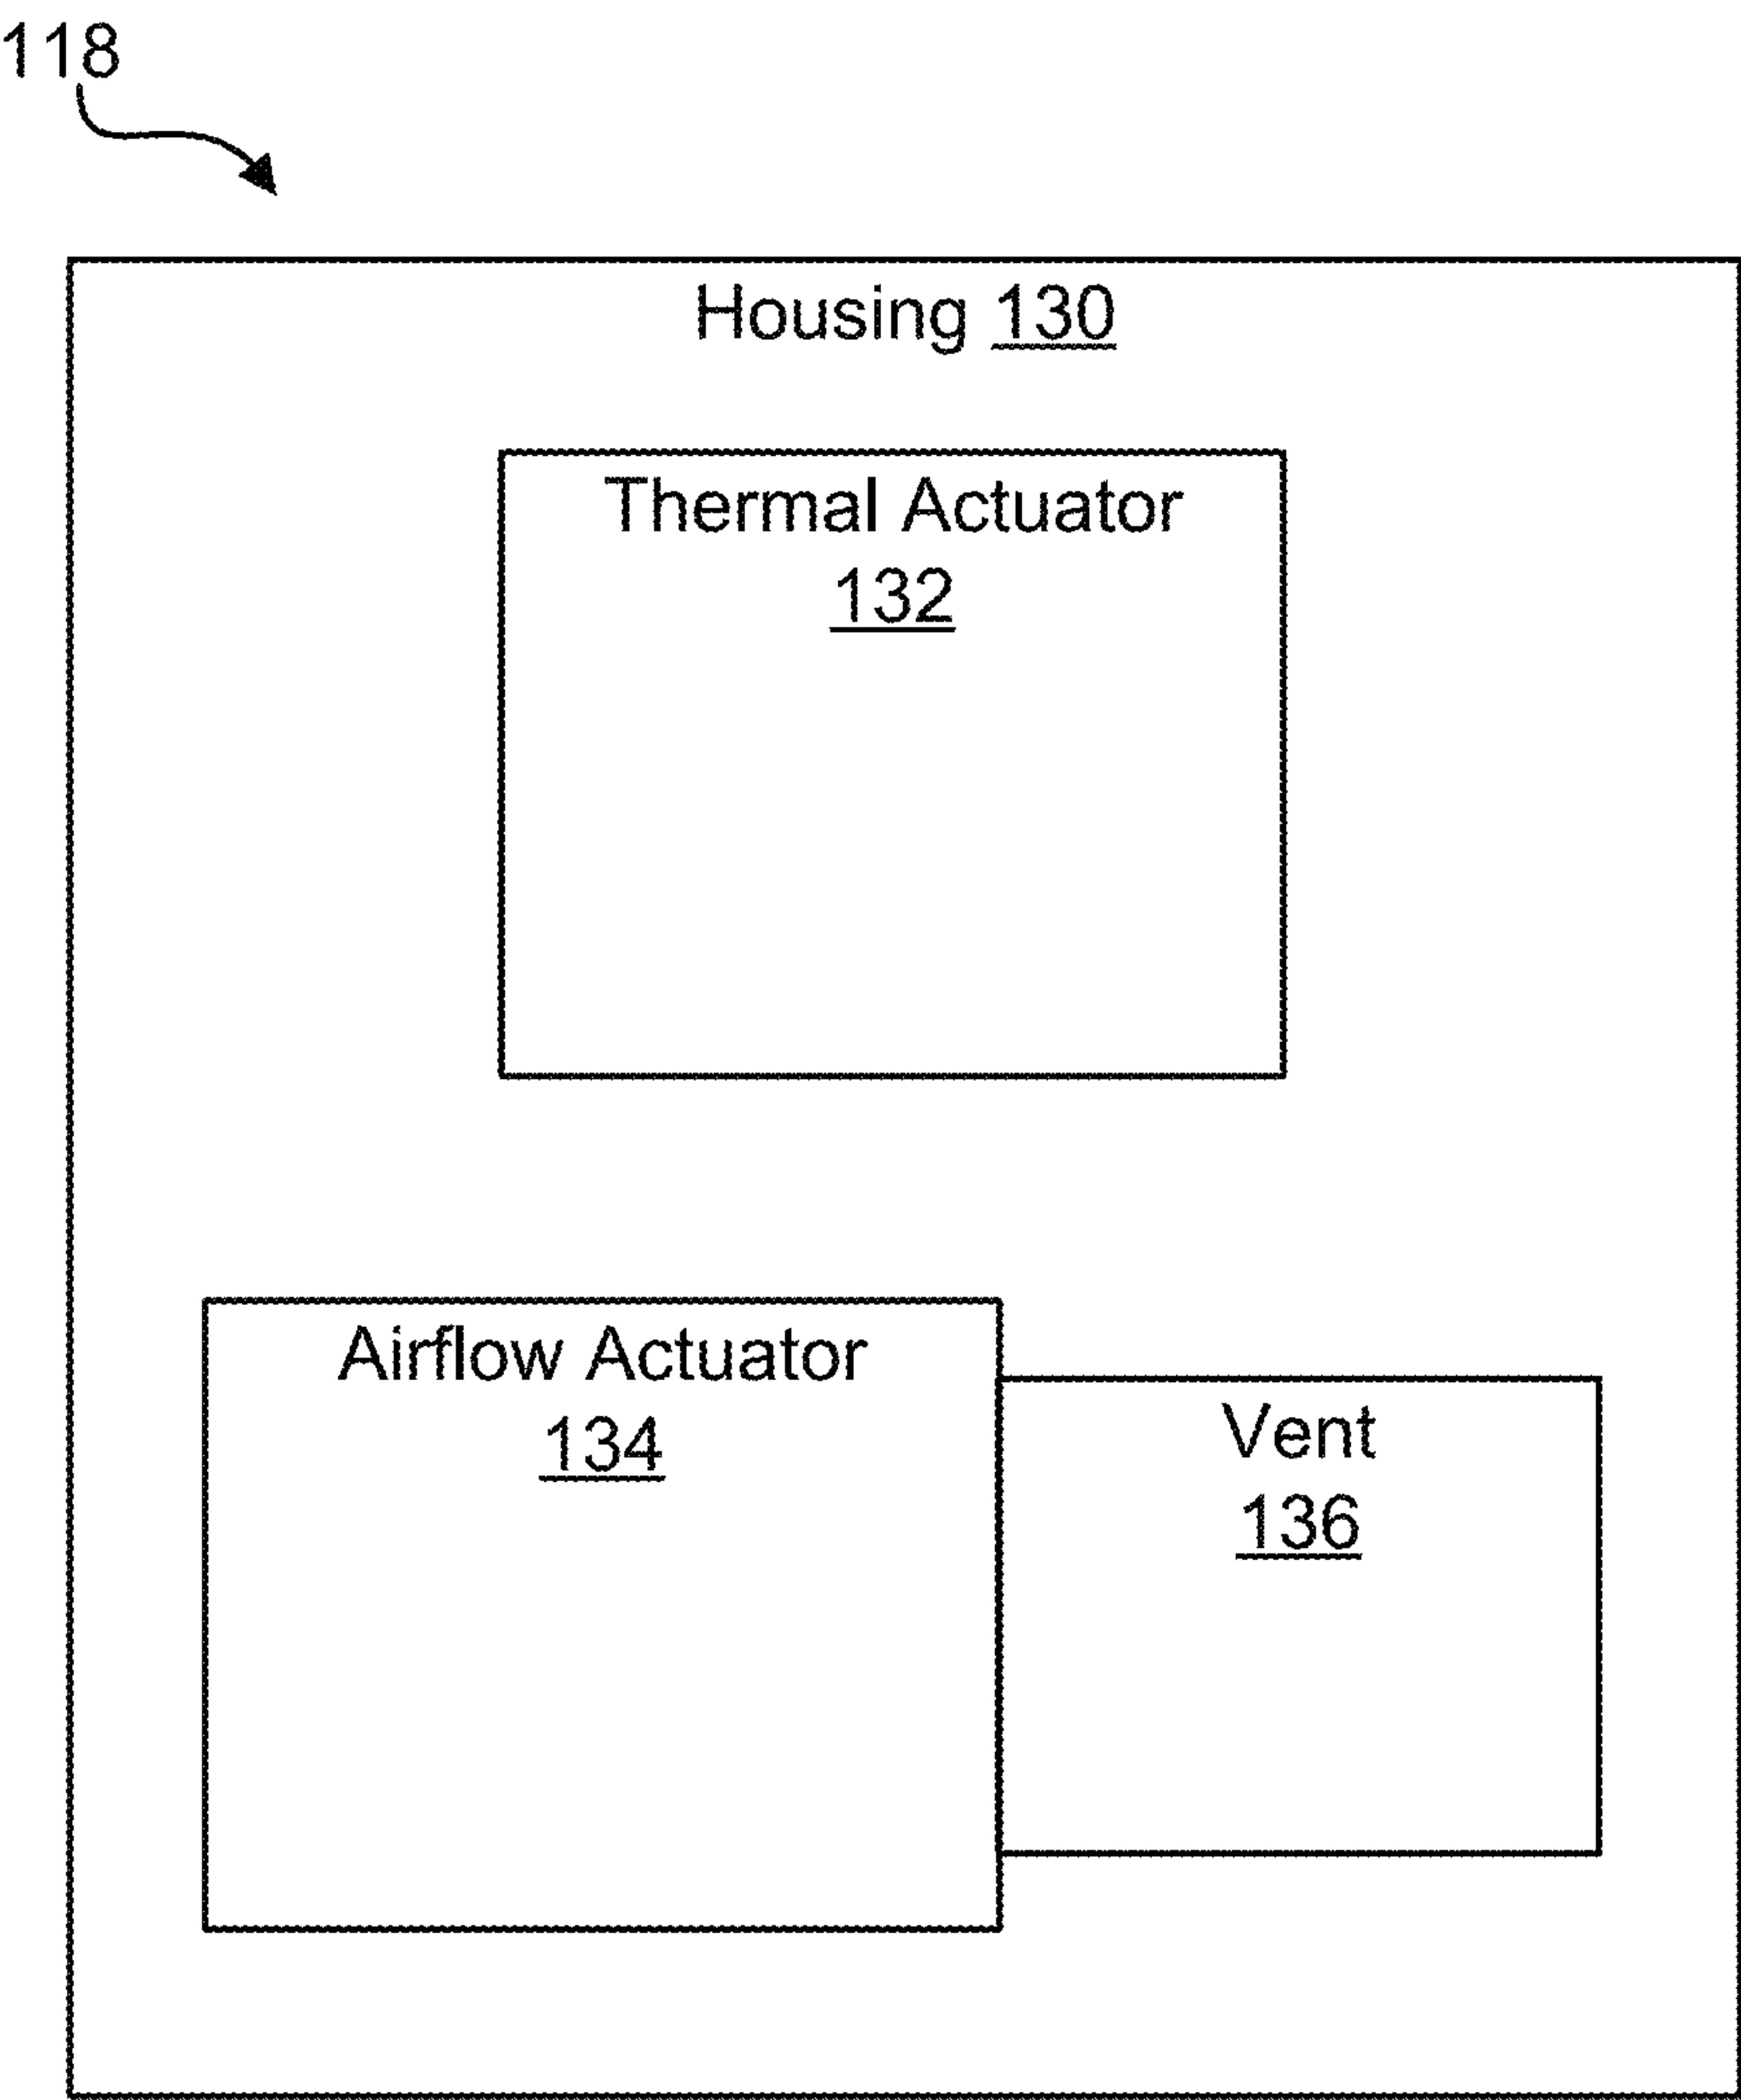 118
Housing 130
Thermal Actuator
132
Airflow Actuator
134
Vent
136